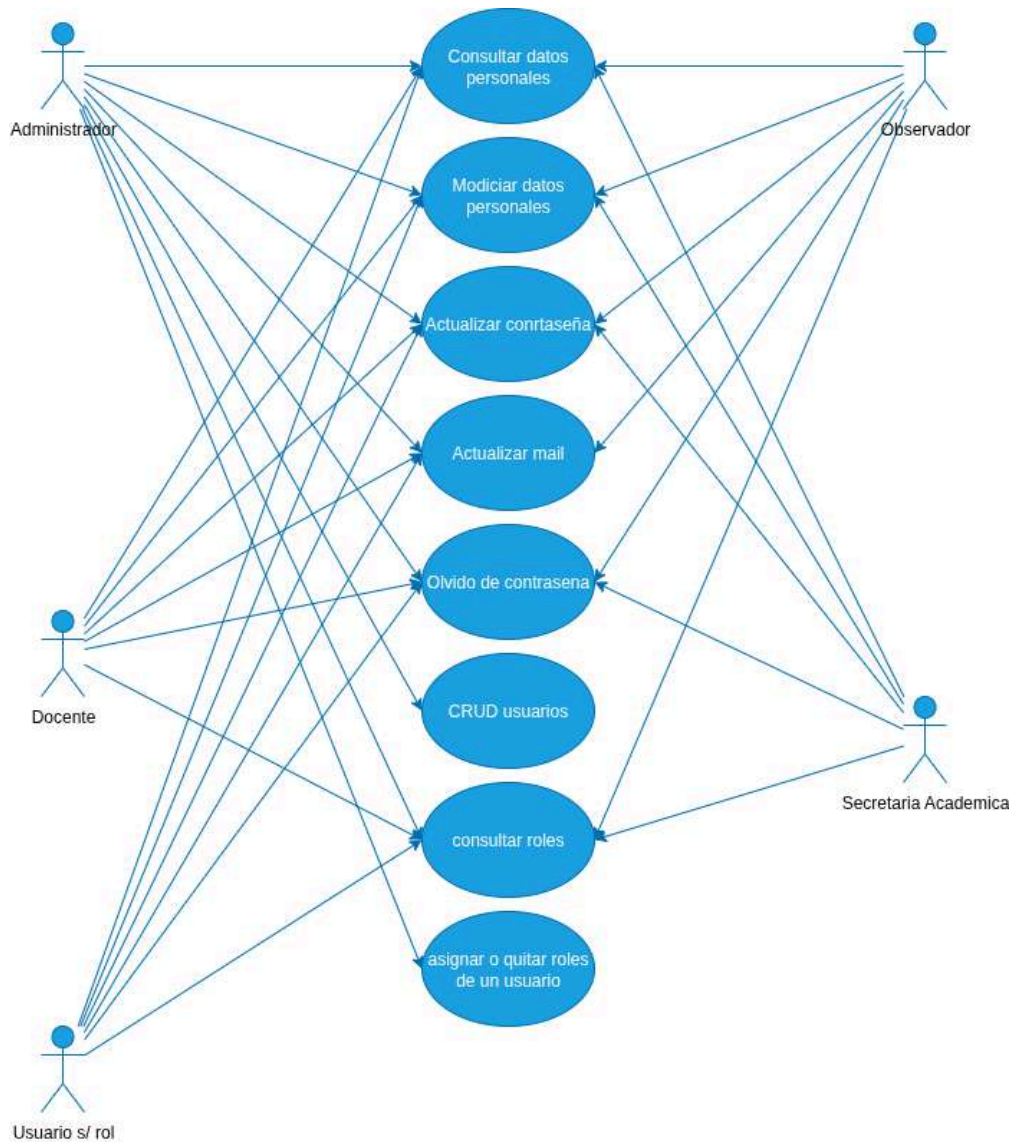 Consultar datos
personales
Administrador
Observador
Modiciar datos
personales
Actualizar conrtaseña
Actualizar mail
Olvido de contrasena
Docente
CRUD usuarios
Secretaria Academica
consultar roles
asignar o quitar roles
de un usuario
Usuario s/ rol